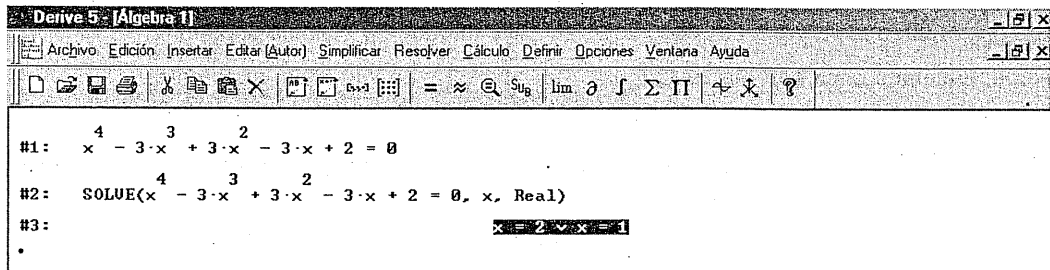 Derive 5 - [Álgebra 1]
Archivo Edición Insertar Editar (Autor) Simplificar Resolver Cálculo Definir Opciones Ventana Ayuda
= ≈ Sub lim ∂ ∫ Σ Π ?
#1: x^4 - 3·x^3 + 3·x^2 - 3·x + 2 = 0
#2: SOLVE(x^4 - 3·x^3 + 3·x^2 - 3·x + 2 = 0, x, Real)
#3: x = 2 ∨ x = 1